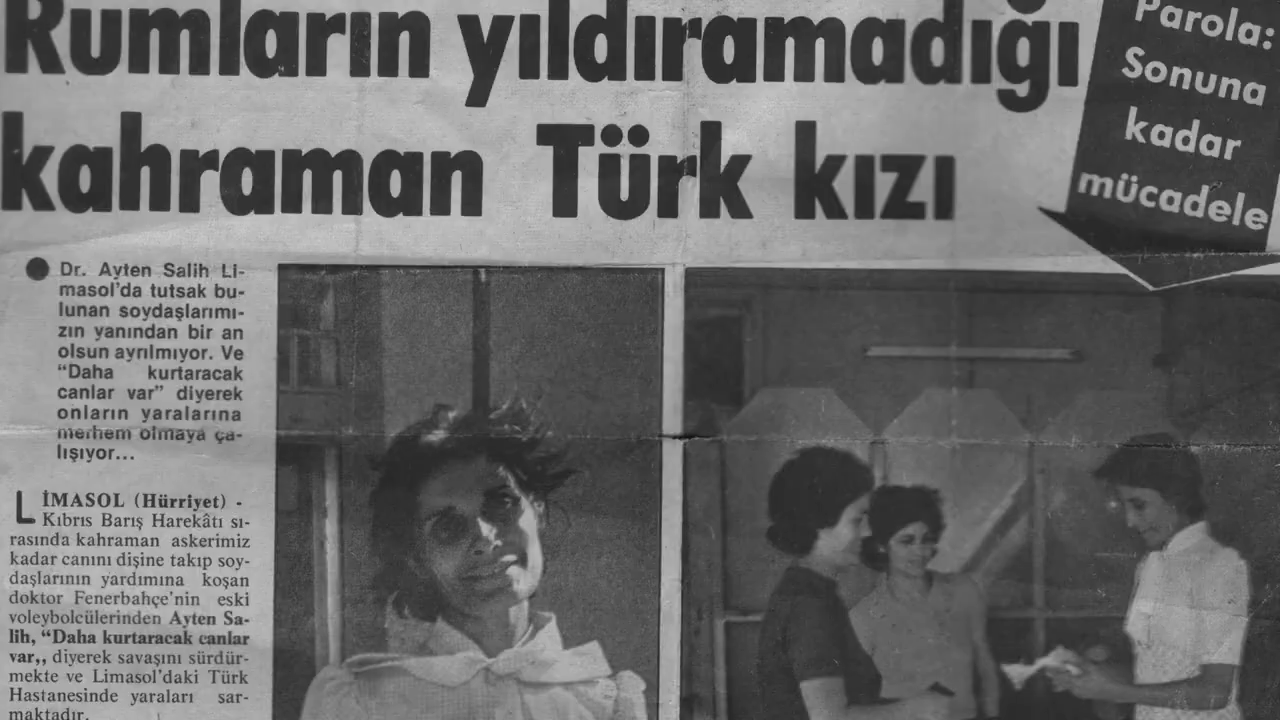 Rumların yıldıramadığı
kahraman Türk kızı
Parola:
Sonuna
kadar
mücadele
● Dr. Ayten Salih Li-
masol'da tutsak bu-
lunan soydaşlarımı-
zın yanından bir an
olsun ayrılmıyor. Ve
“Daha kurtaracak
canlar var” diyerek
onların yaralarına
merhem olmaya ça-
lışıyor...
LİMASOL (Hürriyet) -
Kıbrıs Barış Harekâtı sı-
rasında kahraman askerimiz
kadar canını dişine takıp soy-
daşlarının yardımına koşan
doktor Fenerbahçe'nin eski
voleybolcülerinden Ayten Sa-
lih, “Daha kurtaracak canlar
var,, diyerek savaşını sürdür-
mekte ve Limasol'daki Türk
Hastanesinde yaraları sar-
maktadır.